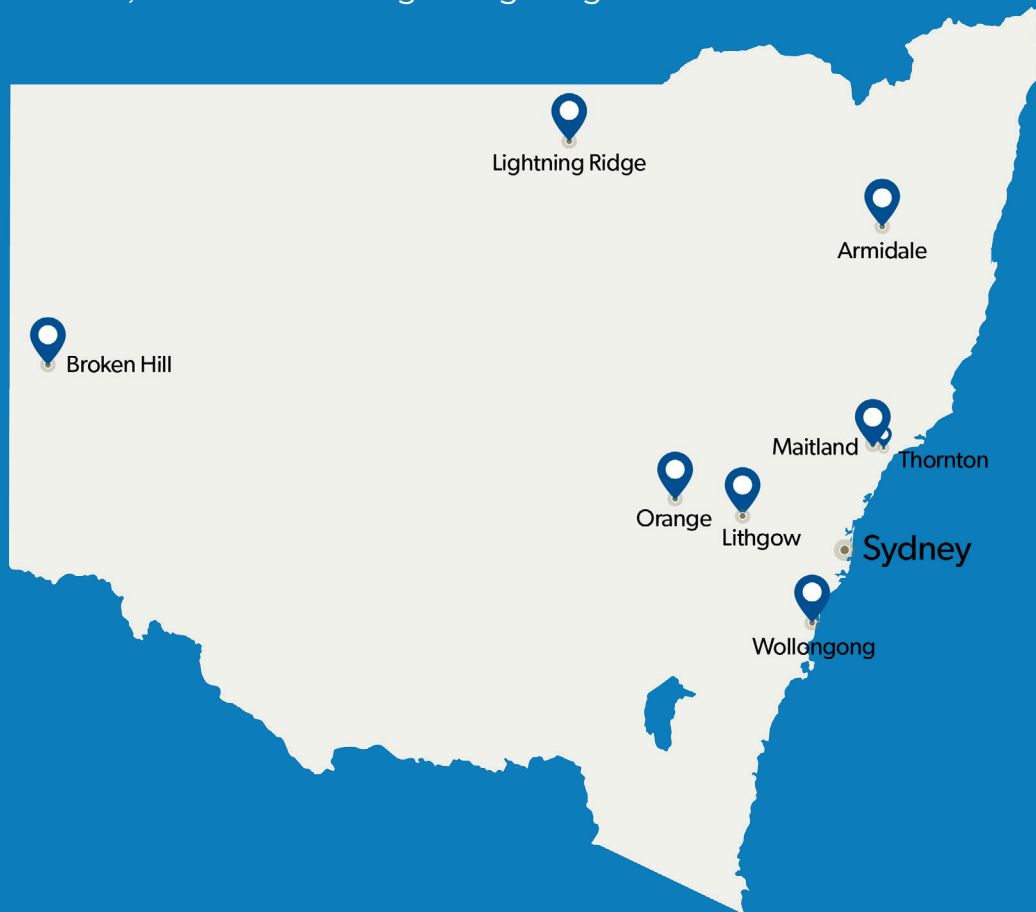 Lightning Ridge
Armidale
Broken Hill
Maitland
Thornton
Orange
Lithgow
Sydney
Wollongong